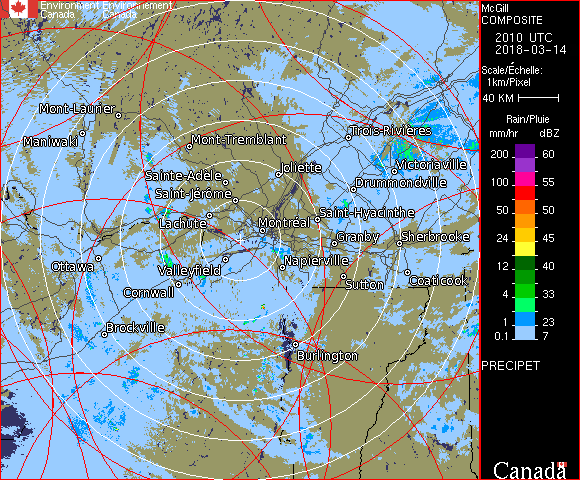 Environment Environnement
Canada Canada
McGill
COMPOSITE
2010 UTC
2018-03-14
Scale/Échelle:
1km/Pixel
40 KM
Rain/Pluie
mm/hr dBZ
200 60
100 55
50 50
24 45
12 40
4 33
1 23
0.1 7
PRECIPET
Canada
Mont-Laurier
Maniwaki
Mont-Tremblant
Trois-Rivières
Joliette
Victoriaville
Sainte-Adèle
Drummondville
Saint-Jérôme
Lachute
Saint-Hyacinthe
Montréal
Granby
Sherbrooke
Ottawa
Valleyfield
Napierville
Cornwall
Sutton
Coaticook
Brockville
Burlington